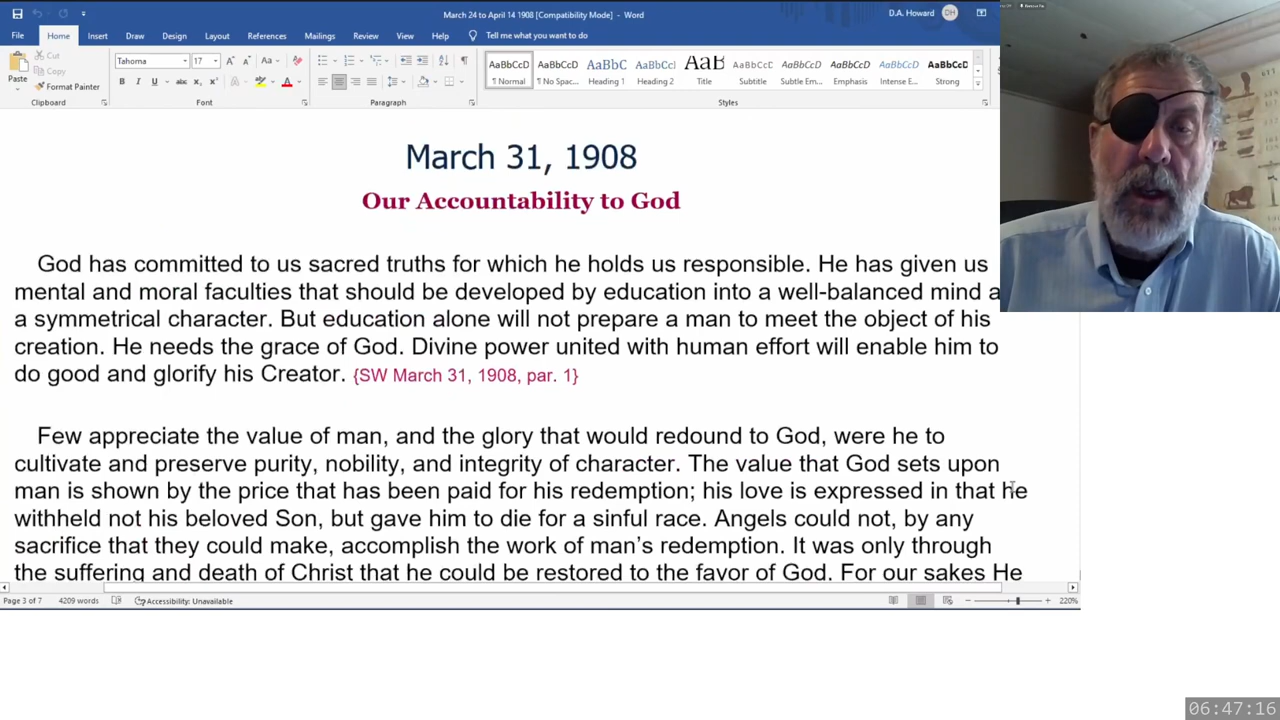 March 24 to April 14 1908 [Compatibility Mode] - Word
D.A. Howard
DH
File Home Insert Draw Design Layout References Mailings Review View Help Tell me what you want to do
Paste
Cut
Copy
Format Painter
Clipboard
Tahoma 17
Font
Paragraph
AaBbCcD AaBbCcD AaBbC AaBbCc AaB AaBbCcD AaBbCcD AaBbCcD AaBbCcD AaBbCcD
¶ Normal ¶ No Spac... Heading 1 Heading 2 Title Subtitle Subtle Em... Emphasis Intense E... Strong
Styles
March 31, 1908
Our Accountability to God
God has committed to us sacred truths for which he holds us responsible. He has given us
mental and moral faculties that should be developed by education into a well-balanced mind a
a symmetrical character. But education alone will not prepare a man to meet the object of his
creation. He needs the grace of God. Divine power united with human effort will enable him to
do good and glorify his Creator. {SW March 31, 1908, par. 1}
Few appreciate the value of man, and the glory that would redound to God, were he to
cultivate and preserve purity, nobility, and integrity of character. The value that God sets upon
man is shown by the price that has been paid for his redemption; his love is expressed in that he
withheld not his beloved Son, but gave him to die for a sinful race. Angels could not, by any
sacrifice that they could make, accomplish the work of man's redemption. It was only through
the suffering and death of Christ that he could be restored to the favor of God. For our sakes He
Page 3 of 7 4209 words Accessibility: Unavailable 220%
06:47:16